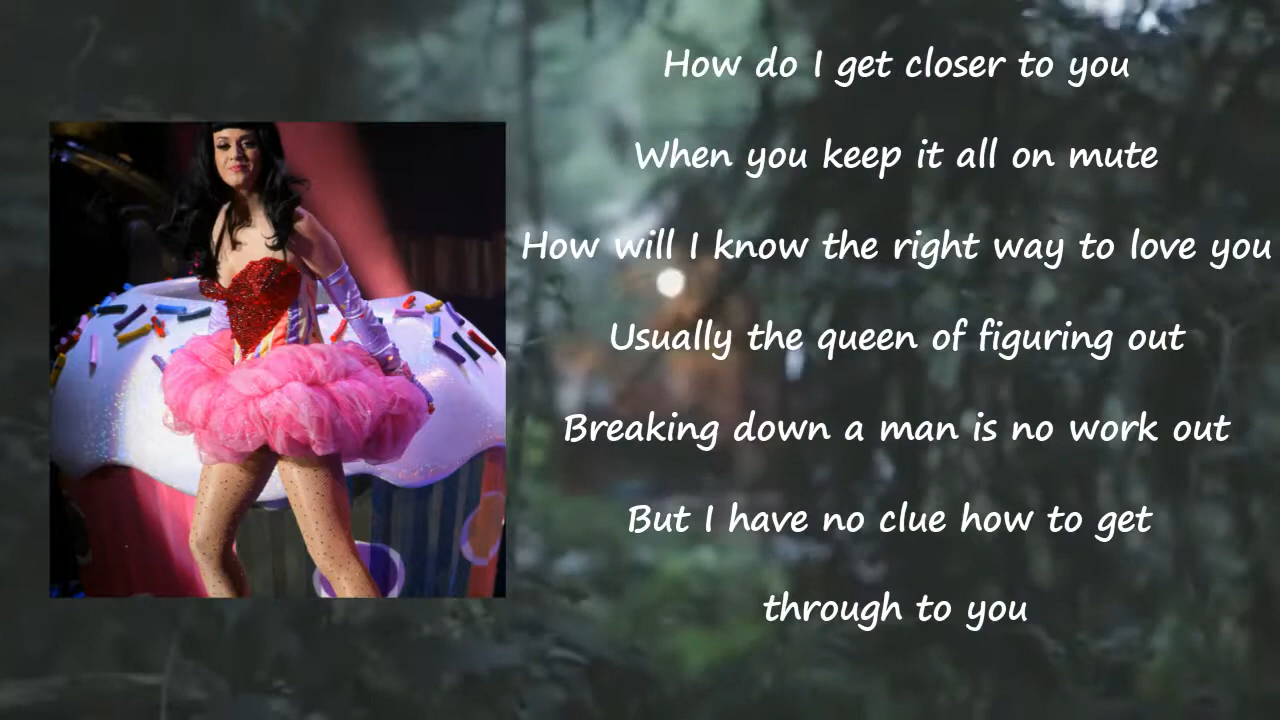 How do I get closer to you
When you keep it all on mute
How will I know the right way to love you
Usually the queen of figuring out
Breaking down a man is no work out
But I have no clue how to get
through to you